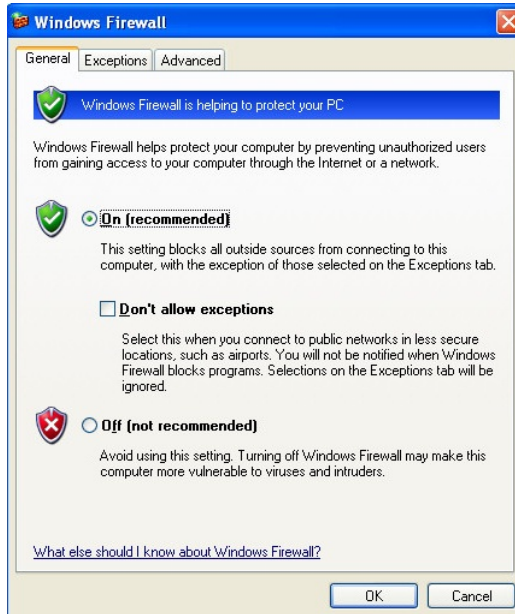 Windows Firewall
General Exceptions Advanced
Windows Firewall is helping to protect your PC
Windows Firewall helps protect your computer by preventing unauthorized users
from gaining access to your computer through the Internet or a network.
On (recommended)
This setting blocks all outside sources from connecting to this
computer, with the exception of those selected on the Exceptions tab.
Don't allow exceptions
Select this when you connect to public networks in less secure
locations, such as airports. You will not be notified when Windows
Firewall blocks programs. Selections on the Exceptions tab will be
ignored.
Off (not recommended)
Avoid using this setting. Turning off Windows Firewall may make this
computer more vulnerable to viruses and intruders.
What else should I know about Windows Firewall?
OK Cancel